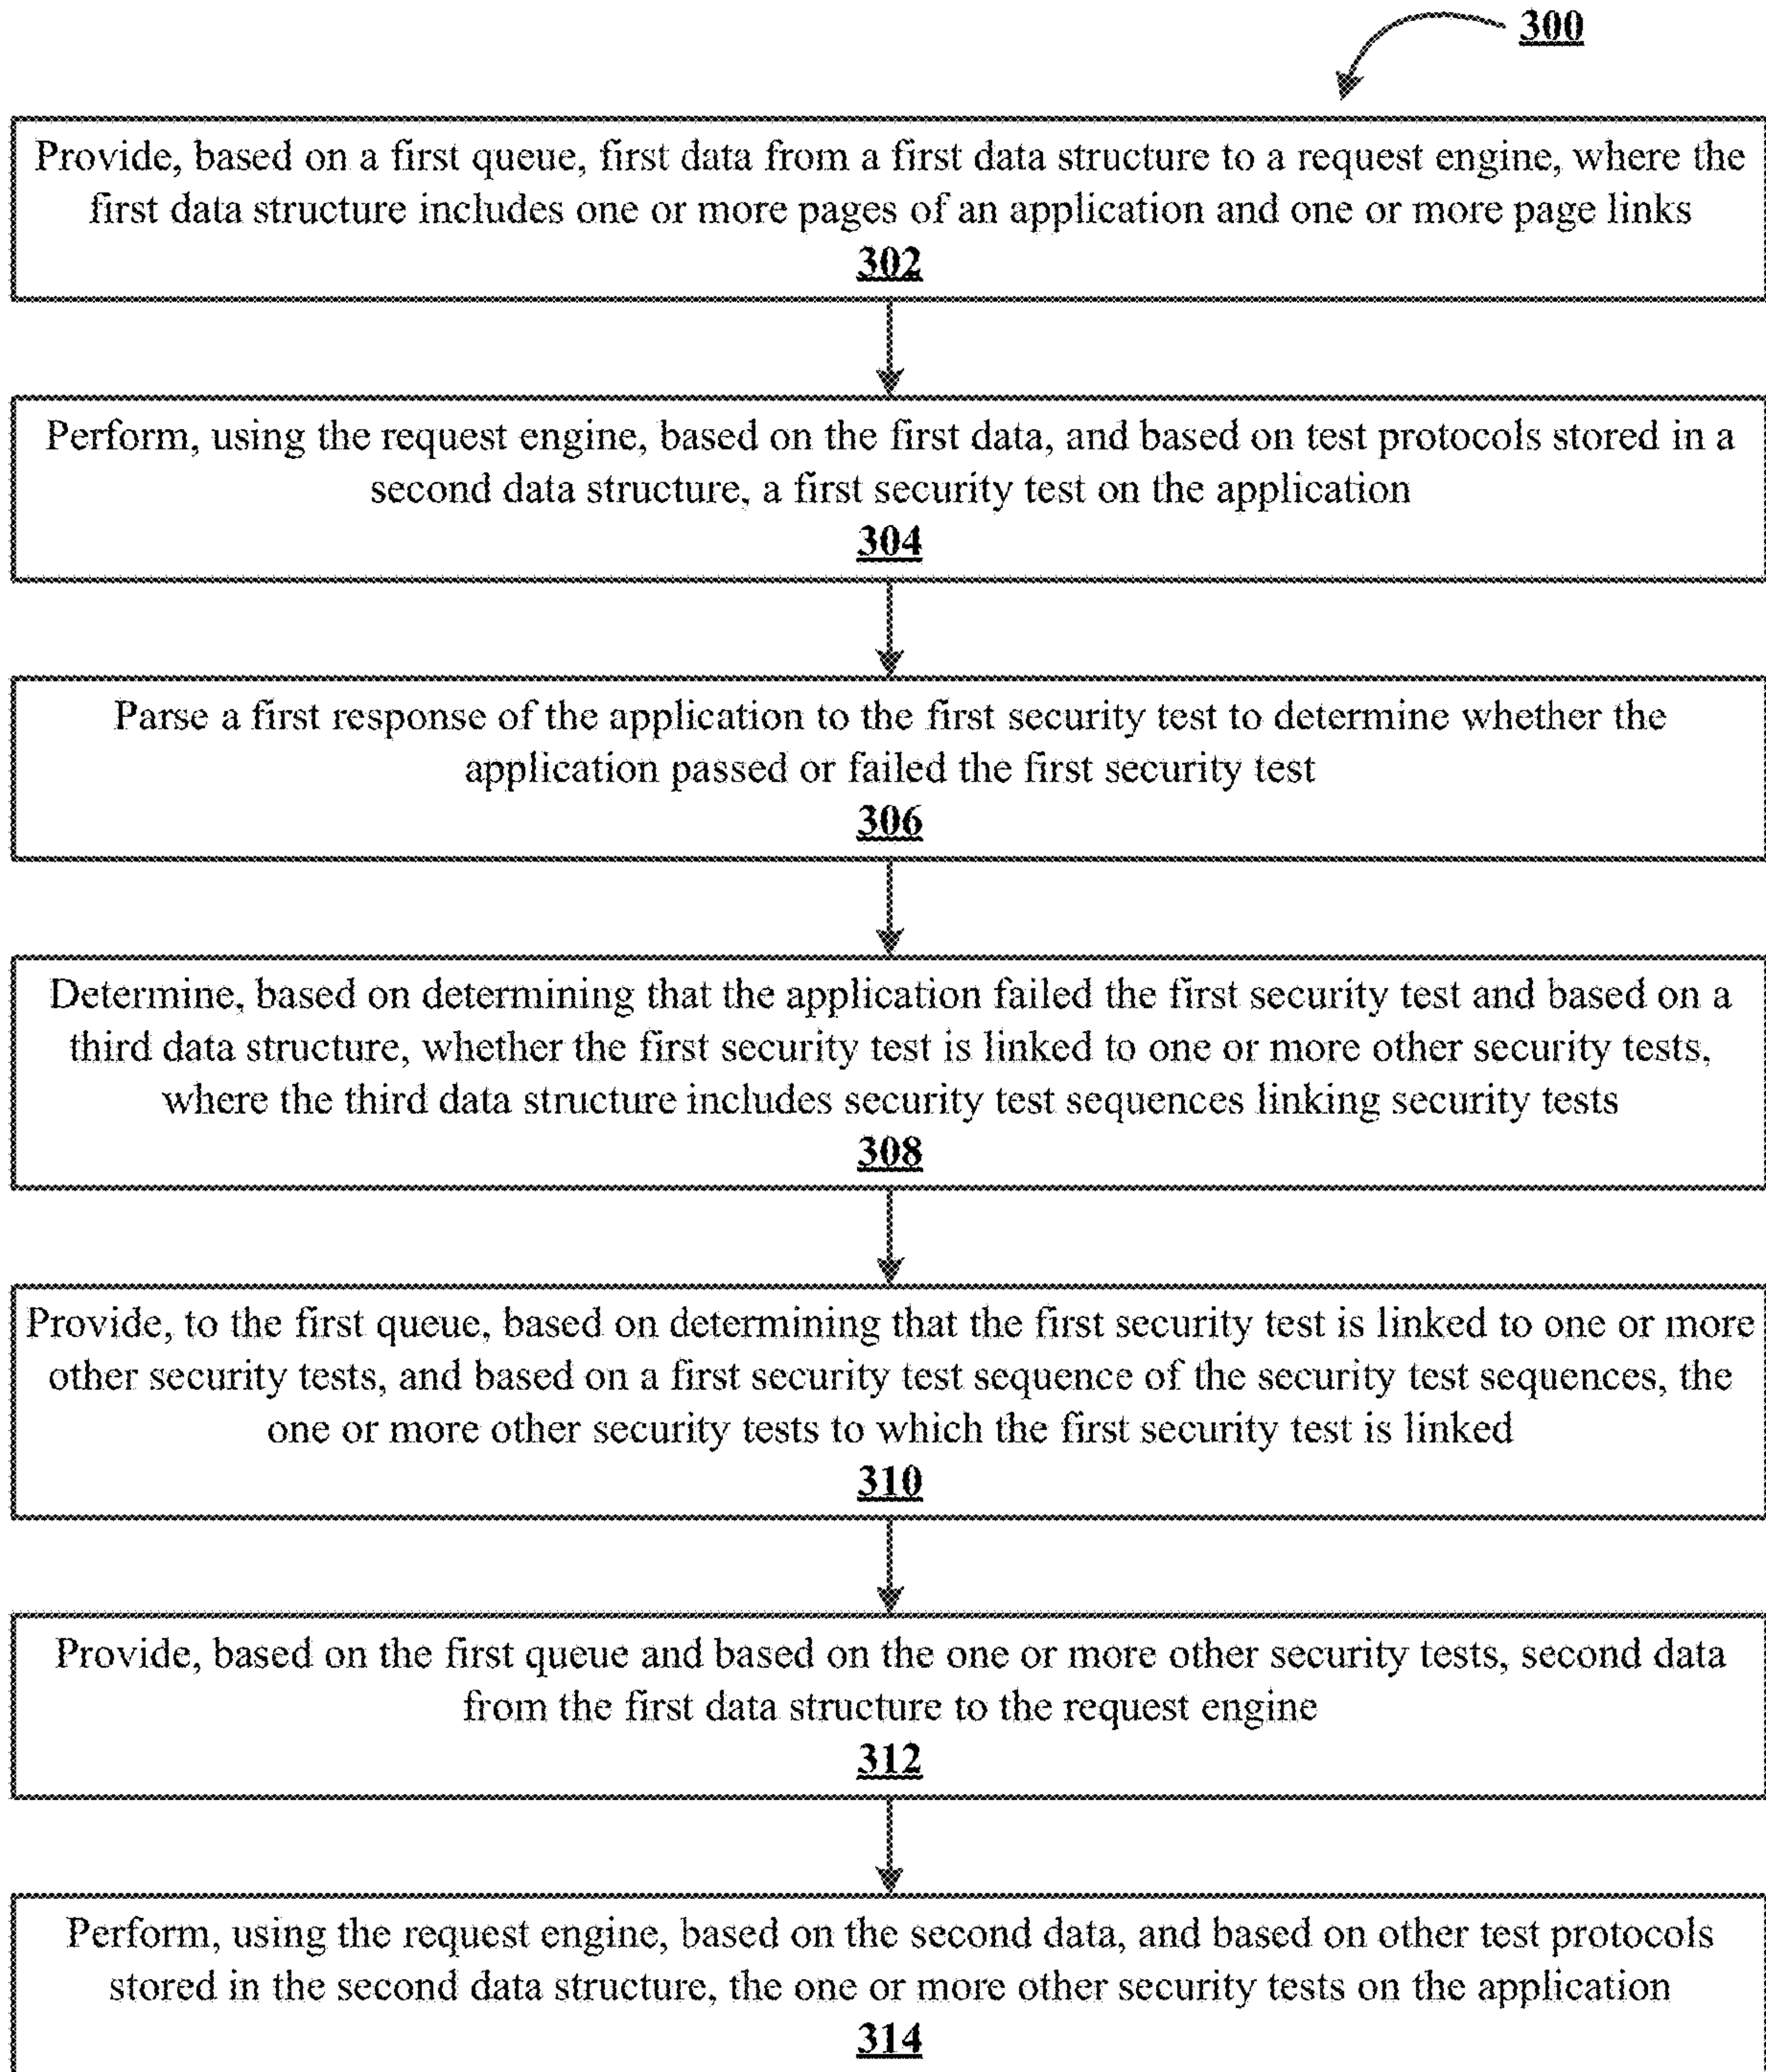 300
Provide, based on a first queue, first data from a first data structure to a request engine, where the
first data structure includes one or more pages of an application and one or more page links
302
Perform, using the request engine, based on the first data, and based on test protocols stored in a
second data structure, a first security test on the application
304
Parse a first response of the application to the first security test to determine whether the
application passed or failed the first security test
306
Determine, based on determining that the application failed the first security test and based on a
third data structure, whether the first security test is linked to one or more other security tests,
where the third data structure includes security test sequences linking security tests
308
Provide, to the first queue, based on determining that the first security test is linked to one or more
other security tests, and based on a first security test sequence of the security test sequences, the
one or more other security tests to which the first security test is linked
310
Provide, based on the first queue and based on the one or more other security tests, second data
from the first data structure to the request engine
312
Perform, using the request engine, based on the second data, and based on other test protocols
stored in the second data structure, the one or more other security tests on the application
314